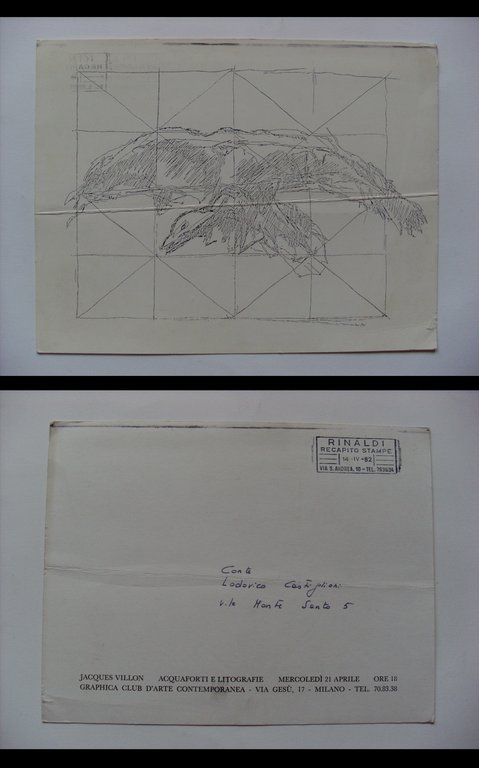 RINALDI
RECAPITO STAMPE
14 - IV - 82
VIA S. ANDREA, 10 - TEL.
Conte
Lodovico Castiglioni
v.le Monte Santo 5
JACQUES VILLON ACQUAFORTI E LITOGRAFIE MERCOLEDÌ 21 APRILE ORE 18
GRAPHICA CLUB D'ARTE CONTEMPORANEA - VIA GESÙ, 17 - MILANO - TEL. 70.83.38